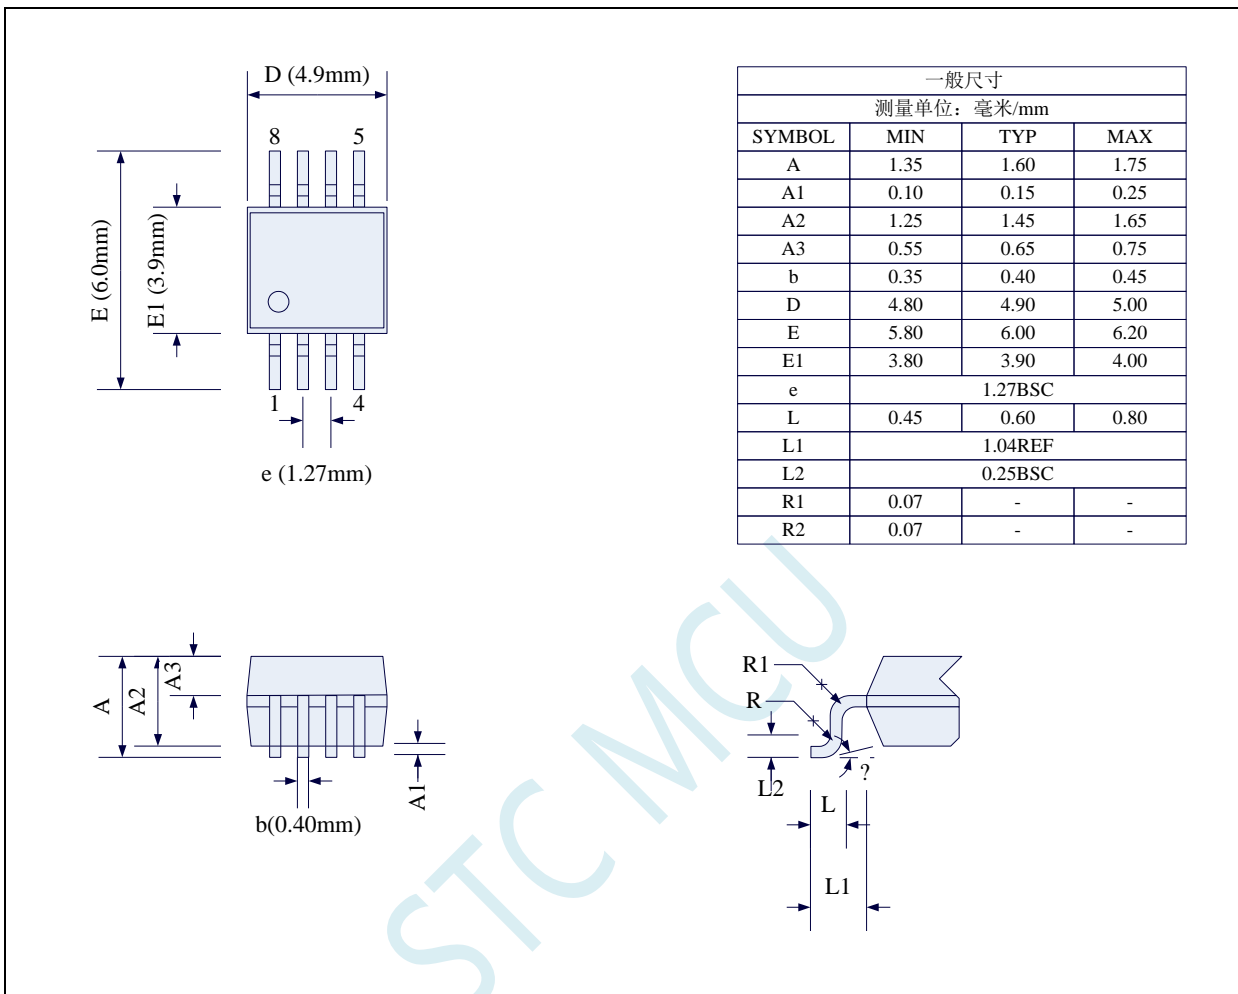 D (4.9mm)
8 5
E (6.0mm)
E1 (3.9mm)
1 4
e (1.27mm)
一般尺寸
测量单位：毫米/mm
SYMBOL MIN TYP MAX
A 1.35 1.60 1.75
A1 0.10 0.15 0.25
A2 1.25 1.45 1.65
A3 0.55 0.65 0.75
b 0.35 0.40 0.45
D 4.80 4.90 5.00
E 5.80 6.00 6.20
E1 3.80 3.90 4.00
e 1.27BSC
L 0.45 0.60 0.80
L1 1.04REF
L2 0.25BSC
R1 0.07 - -
R2 0.07 - -
A
A2
A3
A1
b(0.40mm)
R1
R
L2
?
L
L1
STC MCU